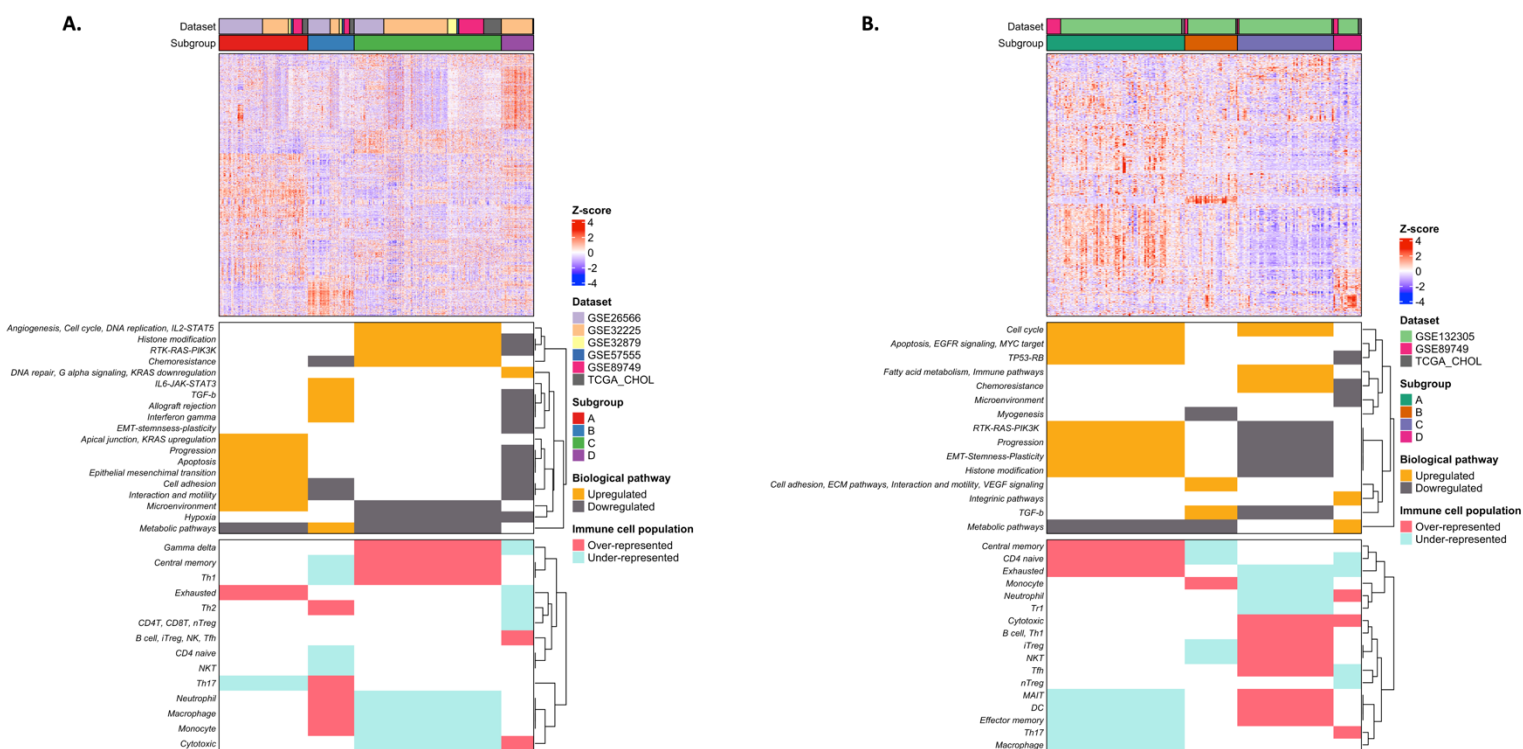 A.
Dataset
Subgroup
Z-score
4
2
0
-2
-4
Dataset
GSE26566
GSE32225
GSE32879
GSE57555
GSE89749
TCGA_CHOL
Subgroup
A
B
C
D
Biological pathway
Upregulated
Dowregulated
Immune cell population
Over-represented
Under-represented
Angiogenesis, Cell cycle, DNA replication, IL2-STAT5
Histone modification
RTK-RAS-PIK3K
Chemoresistance
DNA repair, G alpha signaling, KRAS downregulation
IL6-JAK-STAT3
TGF-b
Allograft rejection
Interferon gamma
EMT-stemness-plasticity
Apical junction, KRAS upregulation
Progression
Apoptosis
Epithelial mesenchimal transition
Cell adhesion
Interaction and motility
Microenvironment
Hypoxia
Metabolic pathways
Gamma delta
Central memory
Th1
Exhausted
Th2
CD4T, CD8T, nTreg
B cell, iTreg, NK, Tfh
CD4 naive
NKT
Th17
Neutrophil
Macrophage
Monocyte
Cytotoxic
B.
Dataset
Subgroup
Z-score
4
2
0
-2
-4
Dataset
GSE132305
GSE89749
TCGA_CHOL
Subgroup
A
B
C
D
Biological pathway
Upregulated
Dowregulated
Immune cell population
Over-represented
Under-represented
Cell cycle
Apoptosis, EGFR signaling, MYC target
TP53-RB
Fatty acid metabolism, Immune pathways
Chemoresistance
Microenvironment
Myogenesis
RTK-RAS-PIK3K
Progression
EMT-Stemness-Plasticity
Histone modification
Cell adhesion, ECM pathways, Interaction and motility, VEGF signaling
Integrinic pathways
TGF-b
Metabolic pathways
Central memory
CD4 naive
Exhausted
Monocyte
Neutrophil
Tr1
Cytotoxic
B cell, Th1
iTreg
NKT
Tfh
nTreg
MAIT
DC
Effector memory
Th17
Macrophage